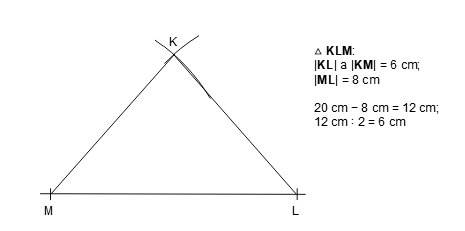 K
△ KLM:
|KL| a |KM| = 6 cm;
|ML| = 8 cm
20 cm − 8 cm = 12 cm;
12 cm : 2 = 6 cm
M
L